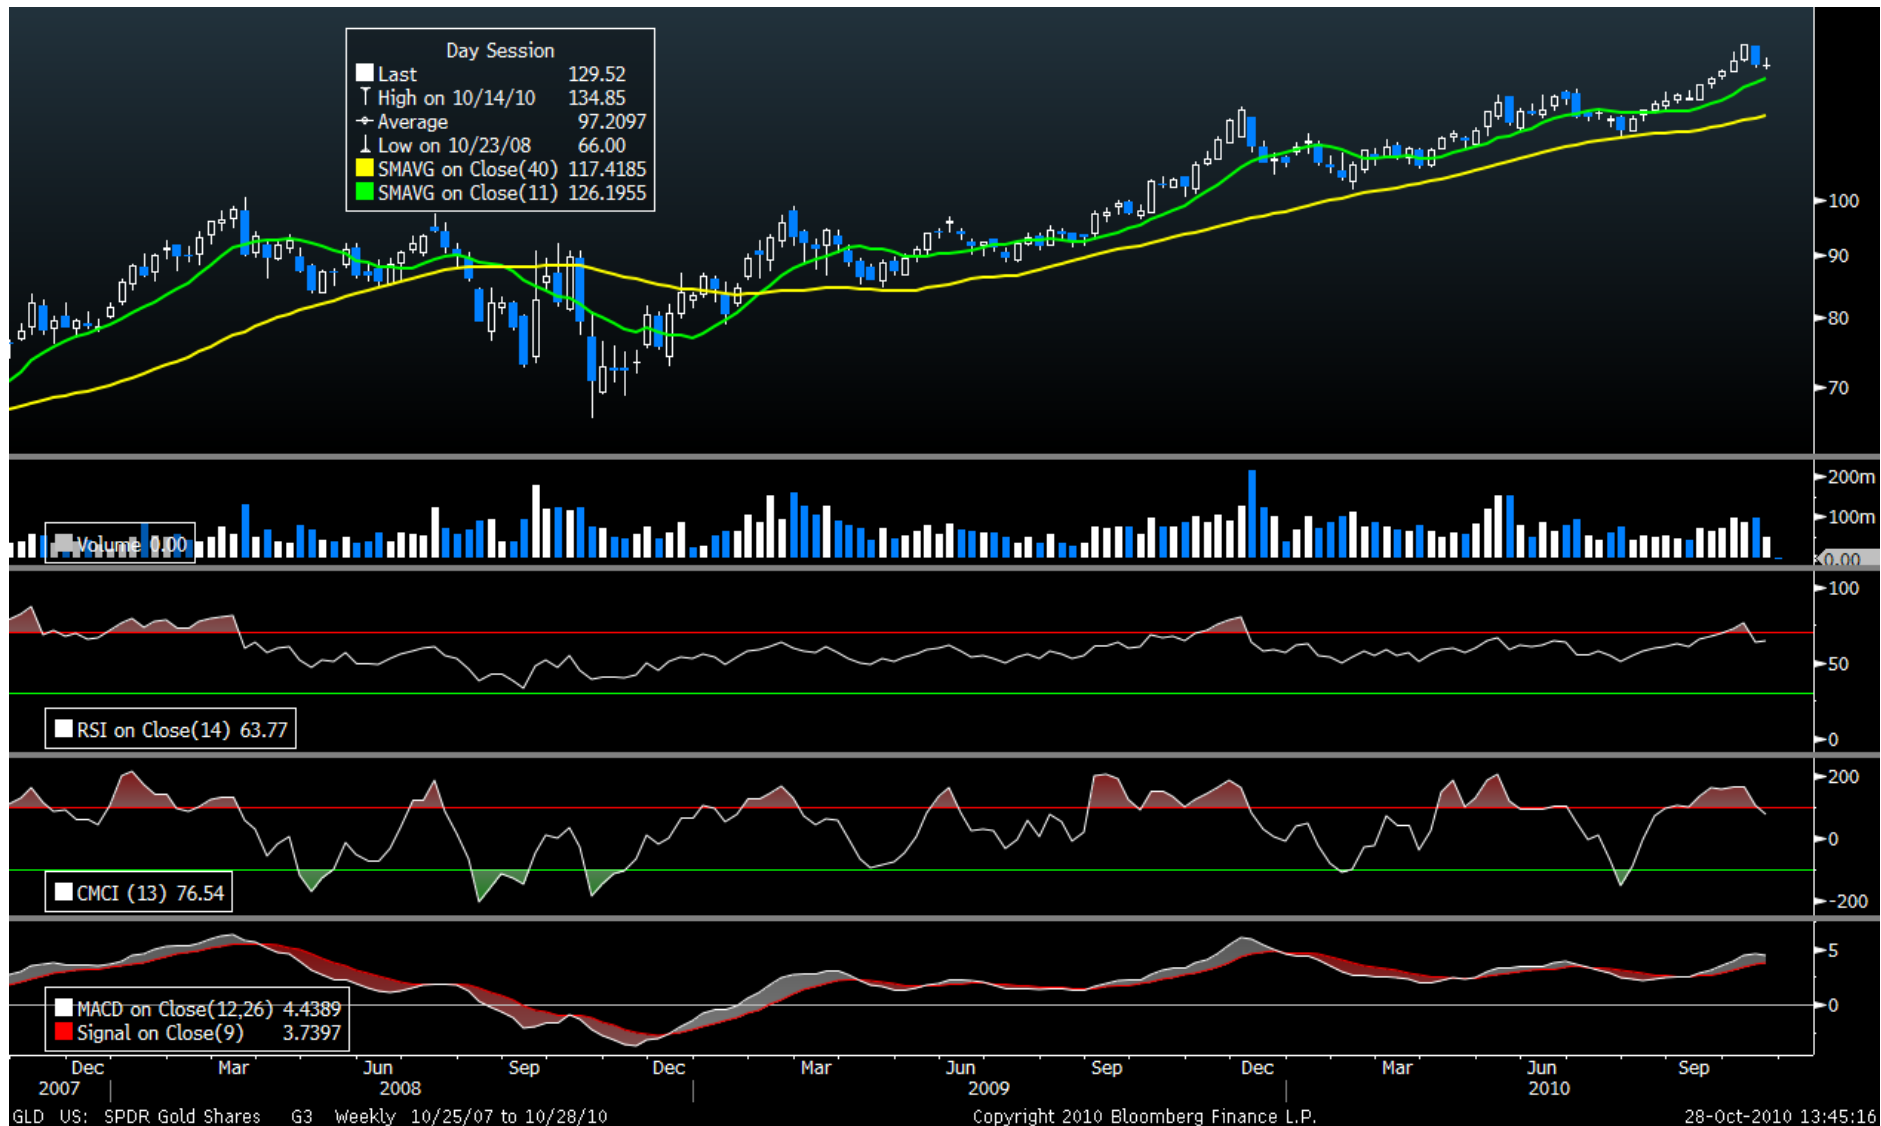 Day Session
Last 129.52
High on 10/14/10 134.85
Average 97.2097
Low on 10/23/08 66.00
SMAVG on Close(40) 117.4185
SMAVG on Close(11) 126.1955
100
90
80
70
200m
100m
Volume 0.00
0.00
100
50
RSI on Close(14) 63.77
0
200
0
CMCI (13) 76.54
-200
5
MACD on Close(12,26) 4.4389
0
Signal on Close(9) 3.7397
Dec Mar Jun Sep Dec Mar Jun Sep Dec Mar Jun Sep
2007 2008 2009 2010
GLD US: SPDR Gold Shares G3 Weekly 10/25/07 to 10/28/10 Copyright 2010 Bloomberg Finance L.P. 28-Oct-2010 13:45:16